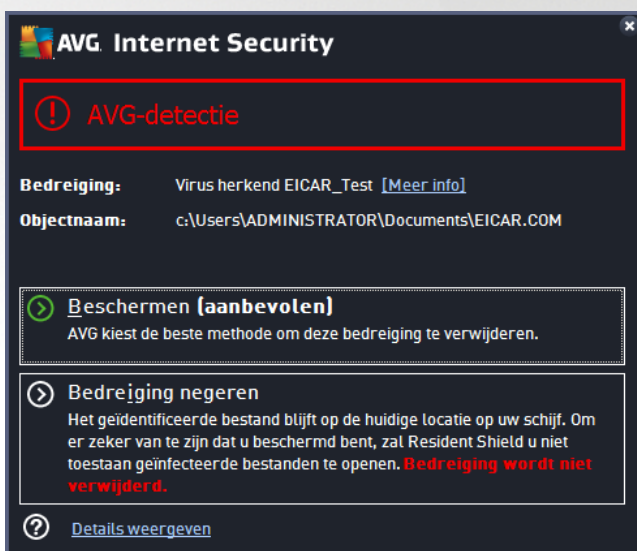 AVG. Internet Security
AVG-detectie
Bedreiging: Virus herkend EICAR_Test [Meer info]
Objectnaam: c:\Users\ADMINISTRATOR\Documents\EICAR.COM
Beschermen (aanbevolen)
AVG kiest de beste methode om deze bedreiging te verwijderen.
Bedreiging negeren
Het geïdentificeerde bestand blijft op de huidige locatie op uw schijf. Om
er zeker van te zijn dat u beschermd bent, zal Resident Shield u niet
toestaan geïnfecteerde bestanden te openen. Bedreiging wordt niet
verwijderd.
Details weergeven